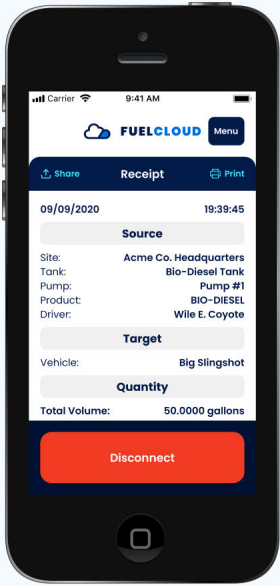 Carrier 9:41 AM
FUELCLOUD Menu
Share Receipt Print
09/09/2020 19:39:45
Source
Site: Acme Co. Headquarters
Tank: Bio-Diesel Tank
Pump: Pump #1
Product: BIO-DIESEL
Driver: Wile E. Coyote
Target
Vehicle: Big Slingshot
Quantity
Total Volume: 50.0000 gallons
Disconnect